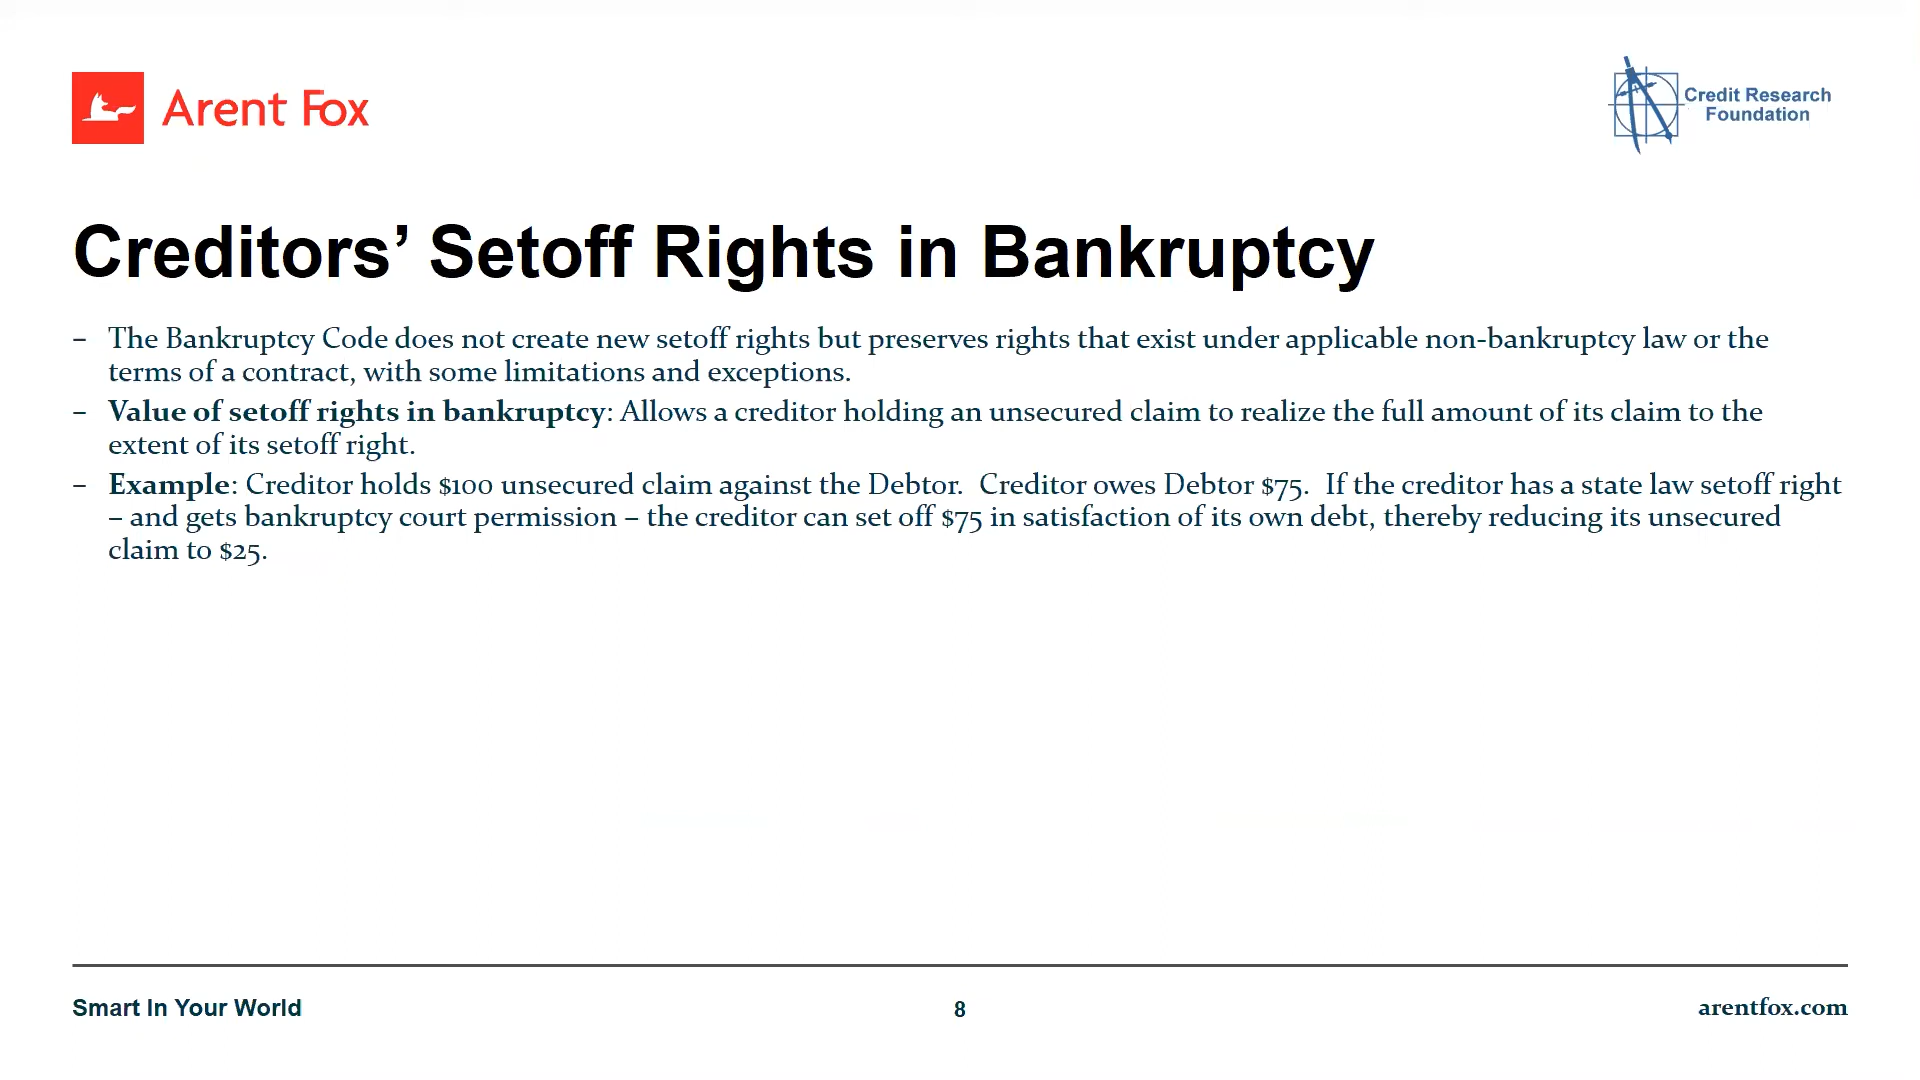 Arent Fox
Credit Research
Foundation
Creditors’ Setoff Rights in Bankruptcy
– The Bankruptcy Code does not create new setoff rights but preserves rights that exist under applicable non-bankruptcy law or the
terms of a contract, with some limitations and exceptions.
– Value of setoff rights in bankruptcy: Allows a creditor holding an unsecured claim to realize the full amount of its claim to the
extent of its setoff right.
– Example: Creditor holds $100 unsecured claim against the Debtor.  Creditor owes Debtor $75.  If the creditor has a state law setoff right
– and gets bankruptcy court permission – the creditor can set off $75 in satisfaction of its own debt, thereby reducing its unsecured
claim to $25.
Smart In Your World
8
arentfox.com